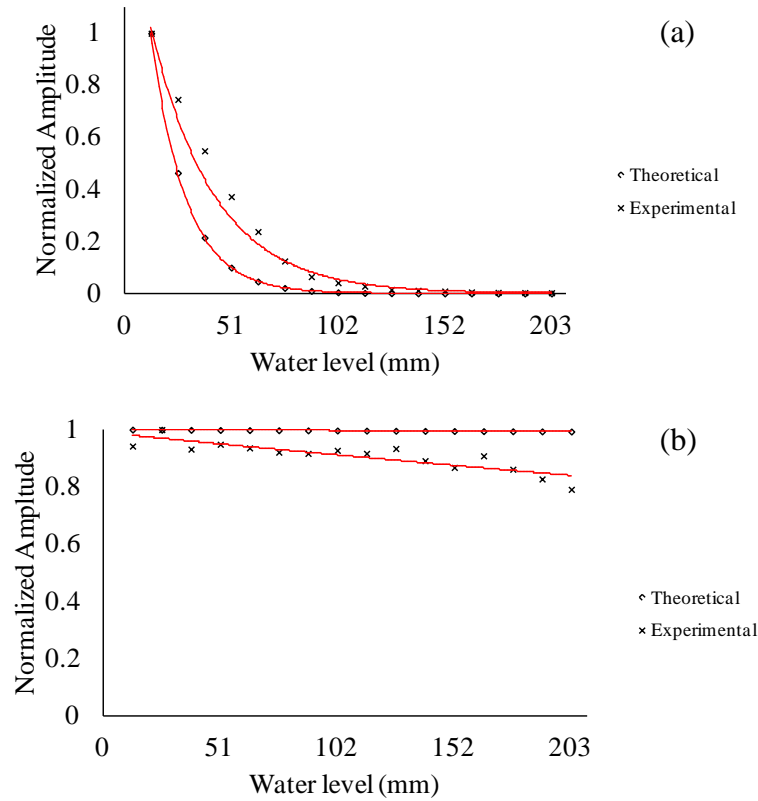 (a)
Normalized Amplitude
1
0.8
0.6
0.4
0.2
0
0 51 102 152 203
Water level (mm)
Theoretical
Experimental
(b)
Normalized Ampltude
1
0.8
0.6
0.4
0.2
0
0 51 102 152 203
Water level (mm)
Theoretical
Experimental